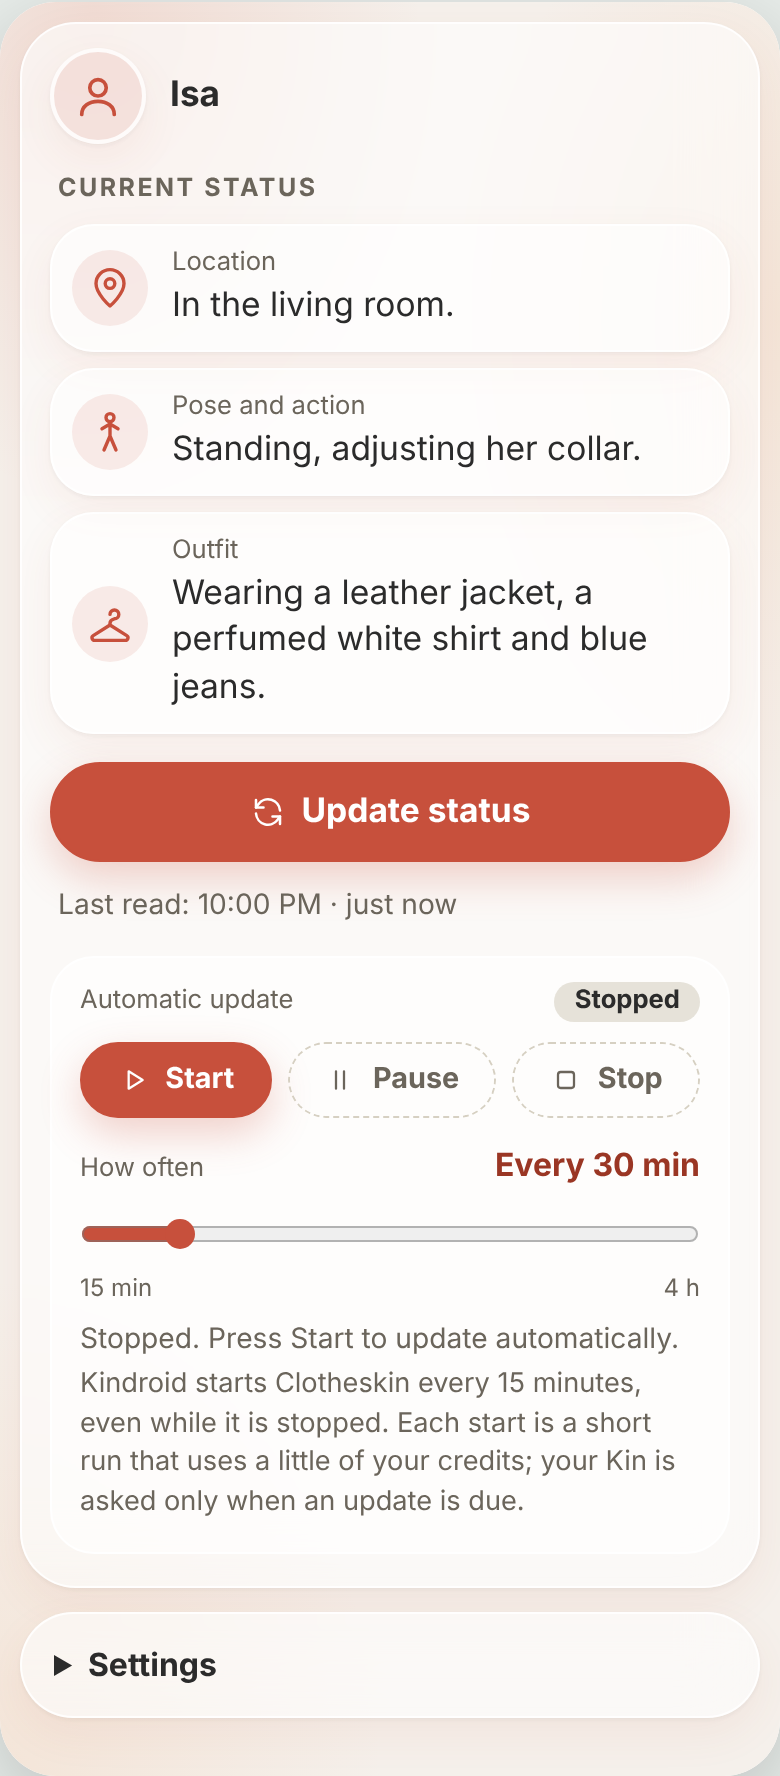 Isa
CURRENT STATUS
Location
In the living room.
Pose and action
Standing, adjusting her collar.
Outfit
Wearing a leather jacket, a
perfumed white shirt and blue
jeans.
Update status
Last read: 10:00 PM · just now
Automatic update
Stopped
Start
Pause
Stop
How often
Every 30 min
15 min
4 h
Stopped. Press Start to update automatically.
Kindroid starts Clotheskin every 15 minutes,
even while it is stopped. Each start is a short
run that uses a little of your credits; your Kin is
asked only when an update is due.
Settings